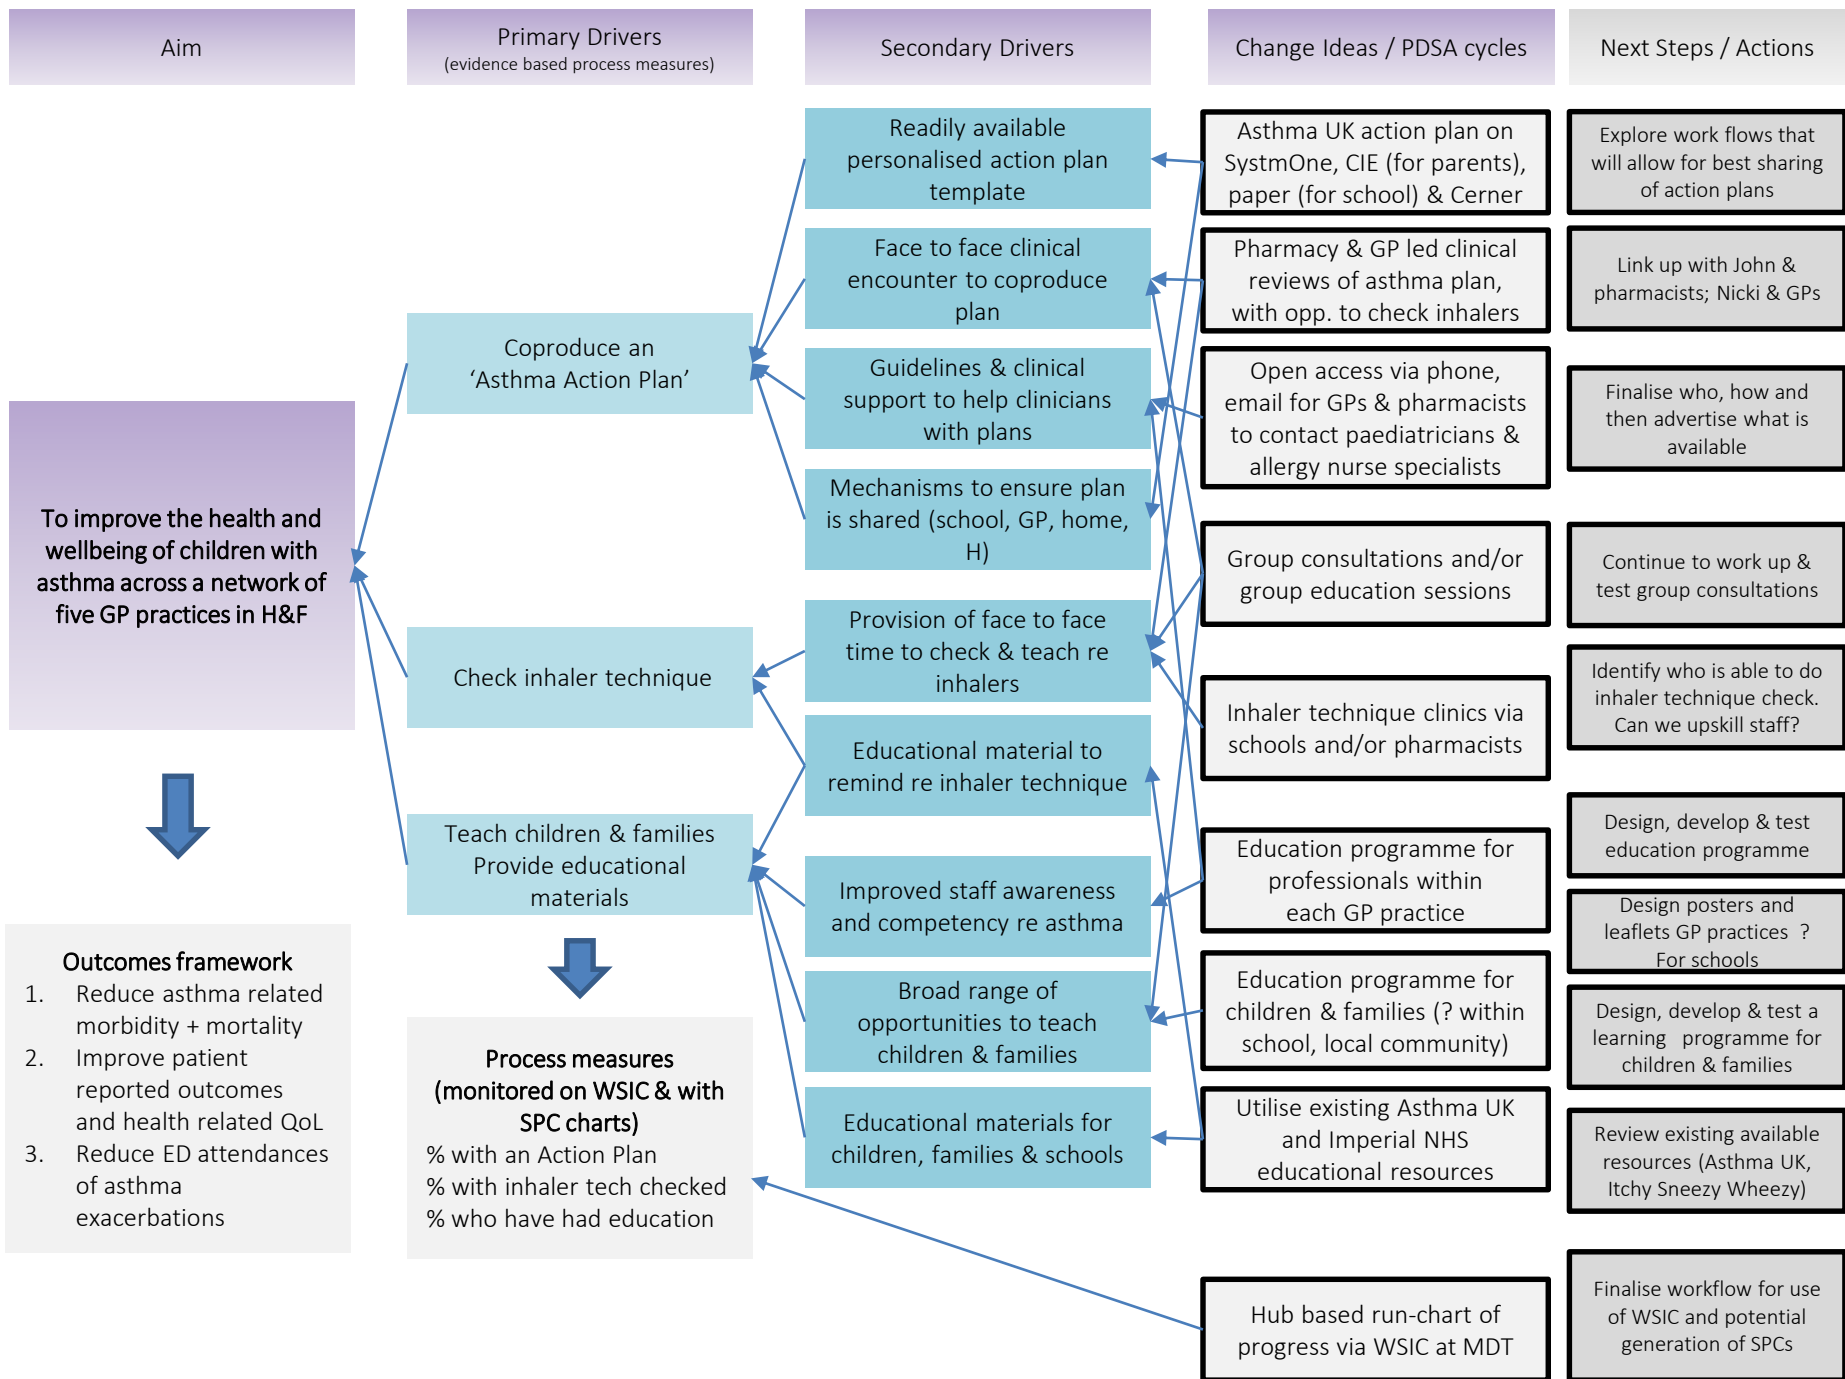 Aim
Primary Drivers
(evidence based process measures)
Secondary Drivers
Change Ideas / PDSA cycles
Next Steps / Actions
To improve the health and
wellbeing of children with
asthma across a network of
five GP practices in H&F
Outcomes framework
1. Reduce asthma related
morbidity + mortality
2. Improve patient
reported outcomes
and health related QoL
3. Reduce ED attendances
of asthma
exacerbations
Coproduce an
‘Asthma Action Plan’
Check inhaler technique
Teach children & families
Provide educational
materials
Process measures
(monitored on WSIC & with
SPC charts)
% with an Action Plan
% with inhaler tech checked
% who have had education
Readily available
personalised action plan
template
Face to face clinical
encounter to coproduce
plan
Guidelines & clinical
support to help clinicians
with plans
Mechanisms to ensure plan
is shared (school, GP, home,
H)
Provision of face to face
time to check & teach re
inhalers
Educational material to
remind re inhaler technique
Improved staff awareness
and competency re asthma
Broad range of
opportunities to teach
children & families
Educational materials for
children, families & schools
Asthma UK action plan on
SystmOne, CIE (for parents),
paper (for school) & Cerner
Pharmacy & GP led clinical
reviews of asthma plan,
with opp. to check inhalers
Open access via phone,
email for GPs & pharmacists
to contact paediatricians &
allergy nurse specialists
Group consultations and/or
group education sessions
Inhaler technique clinics via
schools and/or pharmacists
Education programme for
professionals within
each GP practice
Education programme for
children & families (? within
school, local community)
Utilise existing Asthma UK
and Imperial NHS
educational resources
Hub based run-chart of
progress via WSIC at MDT
Explore work flows that
will allow for best sharing
of action plans
Link up with John &
pharmacists; Nicki & GPs
Finalise who, how and
then advertise what is
available
Continue to work up &
test group consultations
Identify who is able to do
inhaler technique check.
Can we upskill staff?
Design, develop & test
education programme
Design posters and
leaflets GP practices ?
For schools
Design, develop & test a
learning programme for
children & families
Review existing available
resources (Asthma UK,
Itchy Sneezy Wheezy)
Finalise workflow for use
of WSIC and potential
generation of SPCs